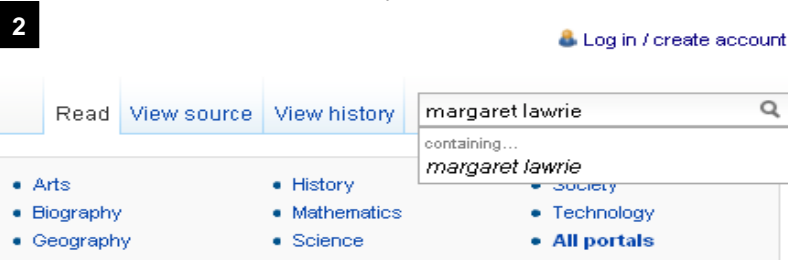 2
Log in / create account
Read View source View history margaret lawrie
containing...
margaret lawrie
Arts History Society
Biography Mathematics Technology
Geography Science All portals